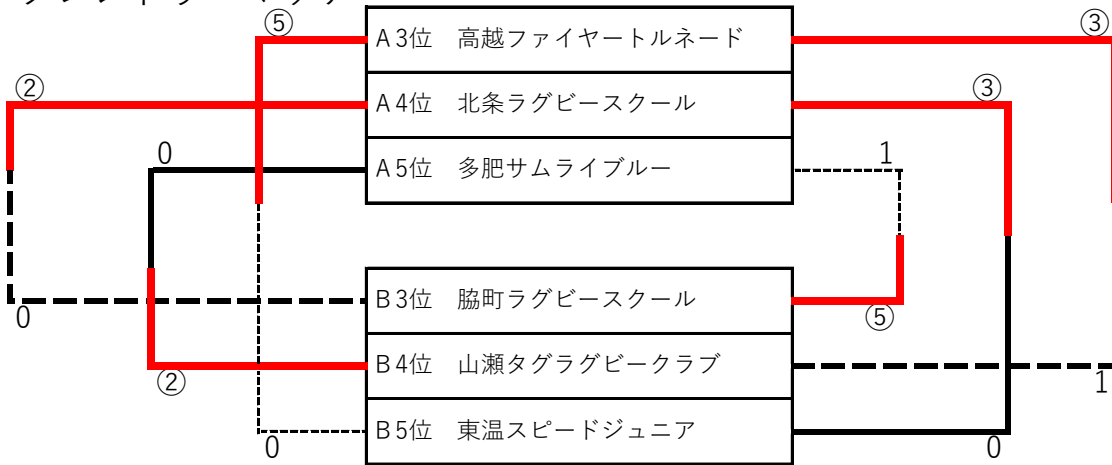 ⑤
A3位 高越ファイヤートルネード
③
②
A4位 北条ラグビースクール
③
0
A5位 多肥サムライブルー
1
0
B3位 脇町ラグビースクール
⑤
②
B4位 山瀬タグラグビークラブ
1
0
B5位 東温スピードジュニア
0